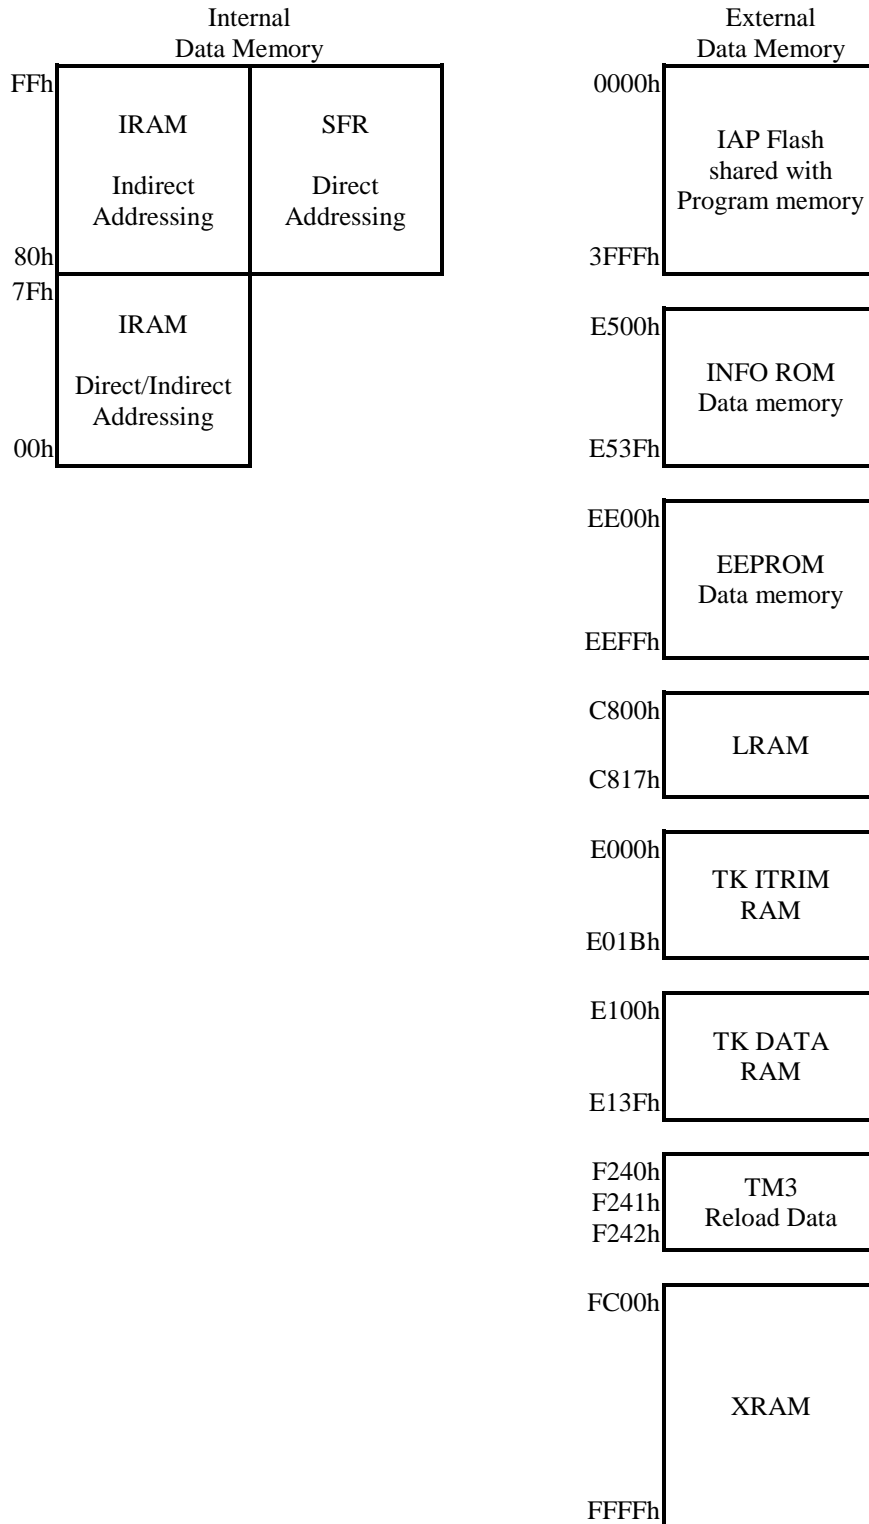 Internal
Data Memory
FFh
IRAM
Indirect
Addressing
80h
SFR
Direct
Addressing
7Fh
IRAM
Direct/Indirect
Addressing
00h
External
Data Memory
0000h
IAP Flash
shared with
Program memory
3FFFh
E500h
INFO ROM
Data memory
E53Fh
EE00h
EEPROM
Data memory
EEFFh
C800h
LRAM
C817h
E000h
TK ITRIM
RAM
E01Bh
E100h
TK DATA
RAM
E13Fh
F240h
F241h
F242h
TM3
Reload Data
FC00h
XRAM
FFFFh